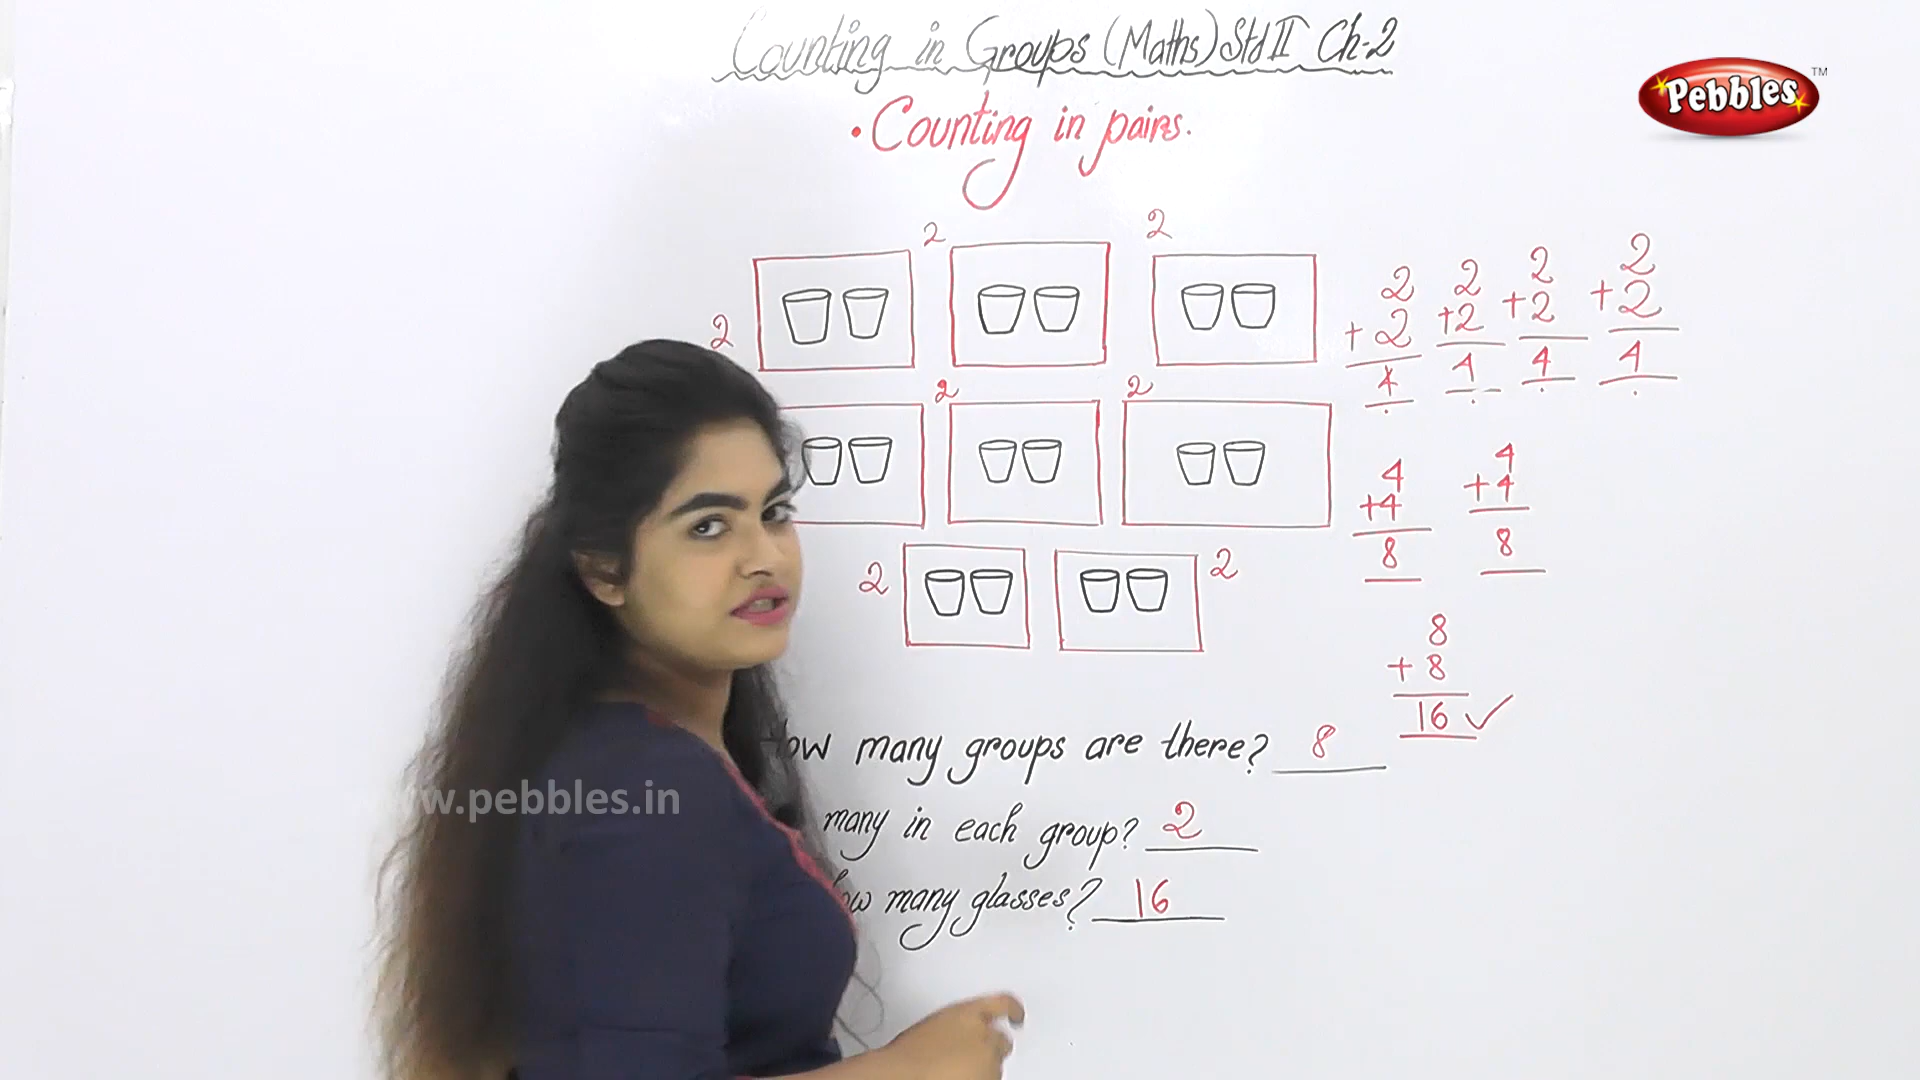 Counting in Groups (Maths) Std II Ch-2
Pebbles TM
• Counting in pairs.
2 2 2
2 2
2 2
2 2 2 2
+2 +2 +2 +2
4 4 4 4
4 4
+4 +4
8 8
8
+8
16 ✓
How many groups are there? 8
many in each group? 2
How many glasses? 16
www.pebbles.in